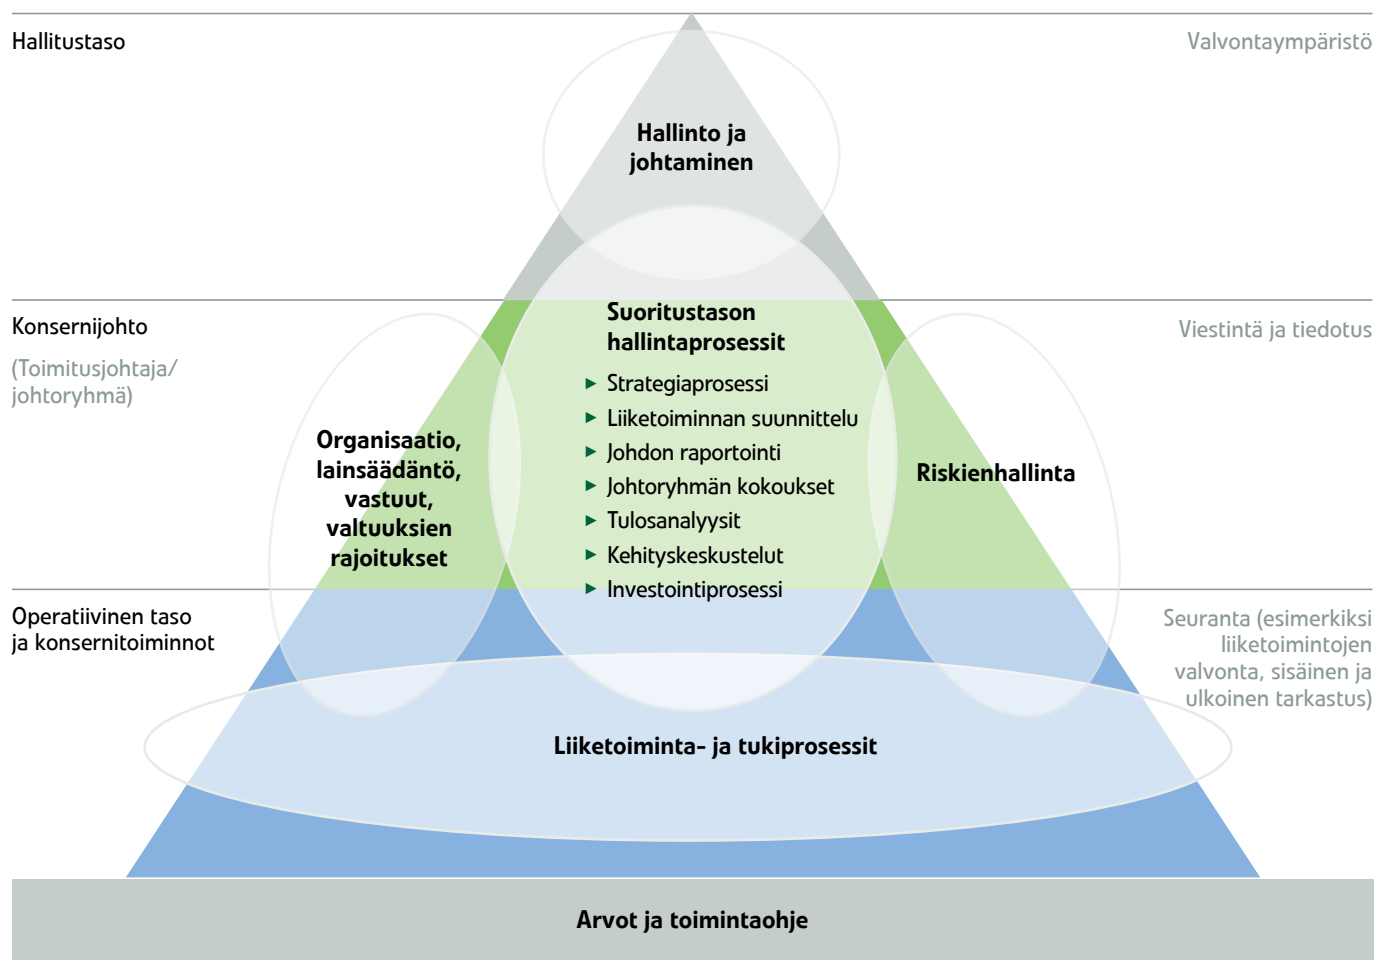 Hallitustaso
Valvontaympäristö
Hallinto ja
johtaminen
Konsernijohto
(Toimitusjohtaja/
johtoryhmä)
Viestintä ja tiedotus
Suoritustason
hallintaprosessit
► Strategiaprosessi
► Liiketoiminnan suunnittelu
► Johdon raportointi
► Johtoryhmän kokoukset
► Tulosanalyysit
► Kehityskeskustelut
► Investointiprosessi
Organisaatio,
lainsäädäntö,
vastuut,
valtuuksien
rajoitukset
Riskienhallinta
Operatiivinen taso
ja konsernitoiminnot
Seuranta (esimerkiksi
liiketoimintojen
valvonta, sisäinen ja
ulkoinen tarkastus)
Liiketoiminta- ja tukiprosessit
Arvot ja toimintaohje